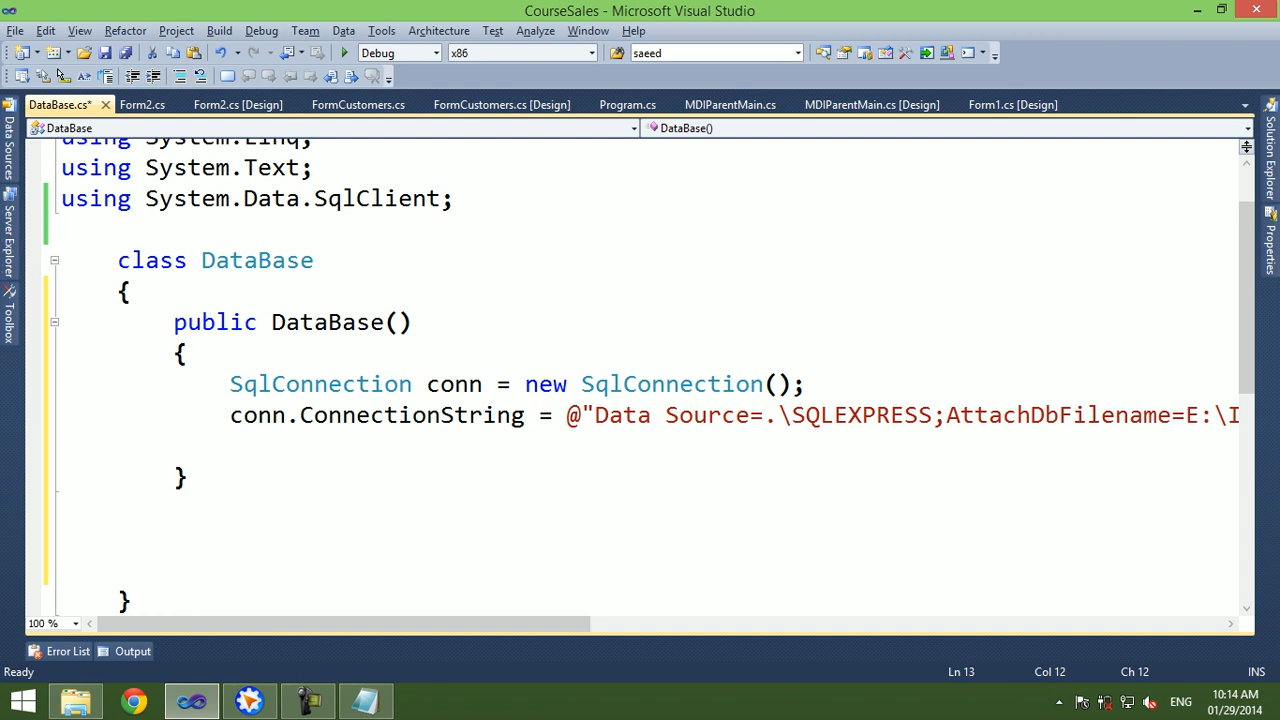 CourseSales - Microsoft Visual Studio
File Edit View Refactor Project Build Debug Team Data Tools Architecture Test Analyze Window Help
Debug x86 saeed
DataBase.cs* Form2.cs Form2.cs [Design] FormCustomers.cs FormCustomers.cs [Design] Program.cs MDIParentMain.cs MDIParentMain.cs [Design] Form1.cs [Design]
DataBase DataBase()
Data Sources
Server Explorer
Toolbox
Solution Explorer
Properties
using System.Linq;
using System.Text;
using System.Data.SqlClient;
class DataBase
{
public DataBase()
{
SqlConnection conn = new SqlConnection();
conn.ConnectionString = @"Data Source=.\SQLEXPRESS;AttachDbFilename=E:\I
}
}
100 %
Error List Output
Ready Ln 13 Col 12 Ch 12 INS
ENG 10:14 AM
01/29/2014